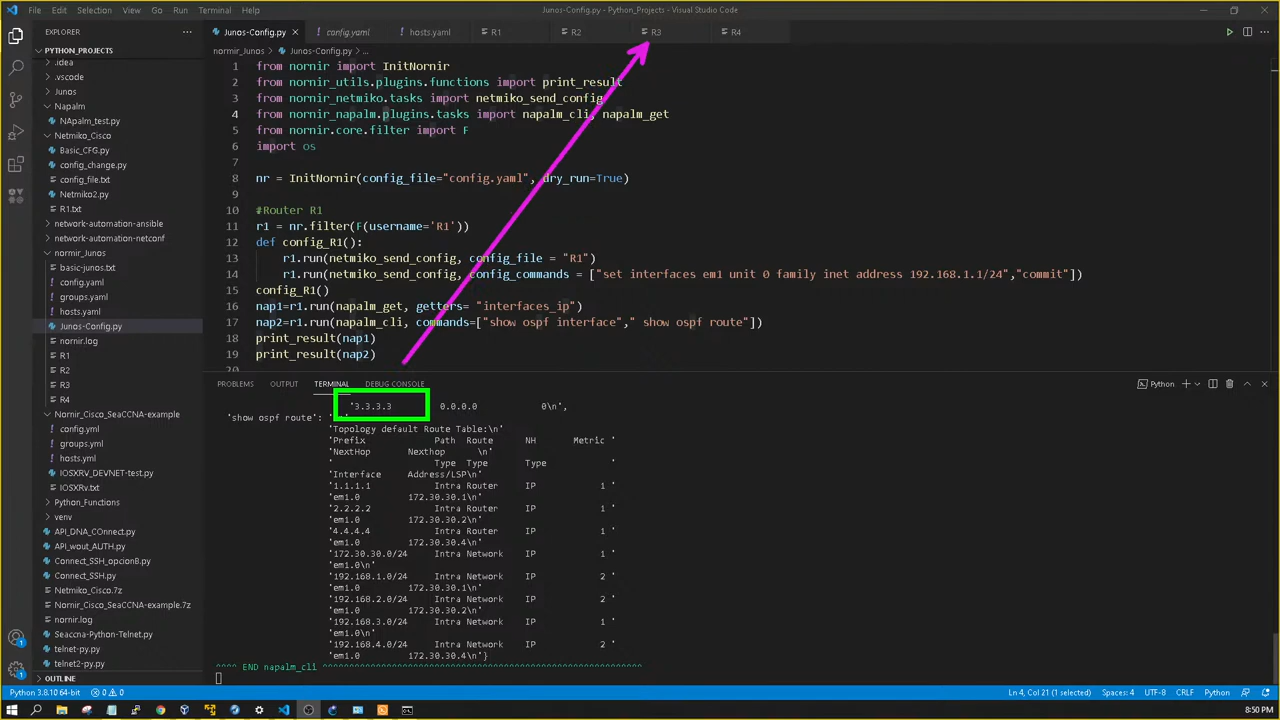 File Edit Selection View Go Run Terminal Help
Junos-Config.py - Python_Projects - Visual Studio Code
EXPLORER
PYTHON_PROJECTS
.idea
.vscode
Junos
Napalm
NApalm_test.py
Netmiko_Cisco
Basic_CFG.py
config_change.py
config_file.txt
Netmiko2.py
R1.txt
network-automation-ansible
network-automation-netconf
nornir_Junos
basic-junos.txt
config.yaml
groups.yaml
hosts.yaml
Junos-Config.py
nornir.log
R1
R2
R3
R4
Nornir_Cisco_SeaCCNA-example
config.yml
groups.yml
hosts.yml
IOSXRV_DEVNET-test.py
IOSXRv.txt
Python_Functions
venv
API_DNA_COnnect.py
API_wout_AUTH.py
Connect_SSH_opcionB.py
Connect_SSH.py
Netmiko_Cisco.7z
Nornir_Cisco_SeaCCNA-example.7z
nornir.log
Seaccna-Python-Telnet.py
telnet-py.py
telnet2-py.py
OUTLINE
Junos-Config.py config.yaml hosts.yaml R1 R2 R3 R4
normir_Junos > Junos-Config.py > ...
1 from nornir import InitNornir
2 from nornir_utils.plugins.functions import print_result
3 from nornir_netmiko.tasks import netmiko_send_config
4 from nornir_napalm.plugins.tasks import napalm_cli, napalm_get
5 from nornir.core.filter import F
6 import os
7
8 nr = InitNornir(config_file="config.yaml", dry_run=True)
9
10 #Router R1
11 r1 = nr.filter(F(username='R1'))
12 def config_R1():
13 r1.run(netmiko_send_config, config_file = "R1")
14 r1.run(netmiko_send_config, config_commands = ["set interfaces em1 unit 0 family inet address 192.168.1.1/24","commit"])
15 config_R1()
16 nap1=r1.run(napalm_get, getters= "interfaces_ip")
17 nap2=r1.run(napalm_cli, commands=["show ospf interface"," show ospf route"])
18 print_result(nap1)
19 print_result(nap2)
20
PROBLEMS OUTPUT TERMINAL DEBUG CONSOLE
Python
'3.3.3.3 0.0.0.0 0\n',
'show ospf route': '\n'
'Topology default Route Table:\n'
'Prefix Path Route NH Metric '
'NextHop Nexthop \n'
' Type Type Type '
'Interface Address/LSP\n'
'1.1.1.1 Intra Router IP 1 '
'em1.0 172.30.30.1\n'
'2.2.2.2 Intra Router IP 1 '
'em1.0 172.30.30.2\n'
'4.4.4.4 Intra Router IP 1 '
'em1.0 172.30.30.4\n'
'172.30.30.0/24 Intra Network IP 1 '
'em1.0\n'
'192.168.1.0/24 Intra Network IP 2 '
'em1.0 172.30.30.1\n'
'192.168.2.0/24 Intra Network IP 2 '
'em1.0 172.30.30.2\n'
'192.168.3.0/24 Intra Network IP 1 '
'em1.0\n'
'192.168.4.0/24 Intra Network IP 2 '
'em1.0 172.30.30.4\n'}
^^^^ END napalm_cli ^^^^^^^^^^^^^^^^^^^^^^^^^^^^^^^^^^^^^^^^^^^^^^^^^^^^^^^^^^^^^
1
1
Python 3.8.10 64-bit 0 0
Ln 4, Col 21 (1 selected) Spaces: 4 UTF-8 CRLF Python
8:50 PM